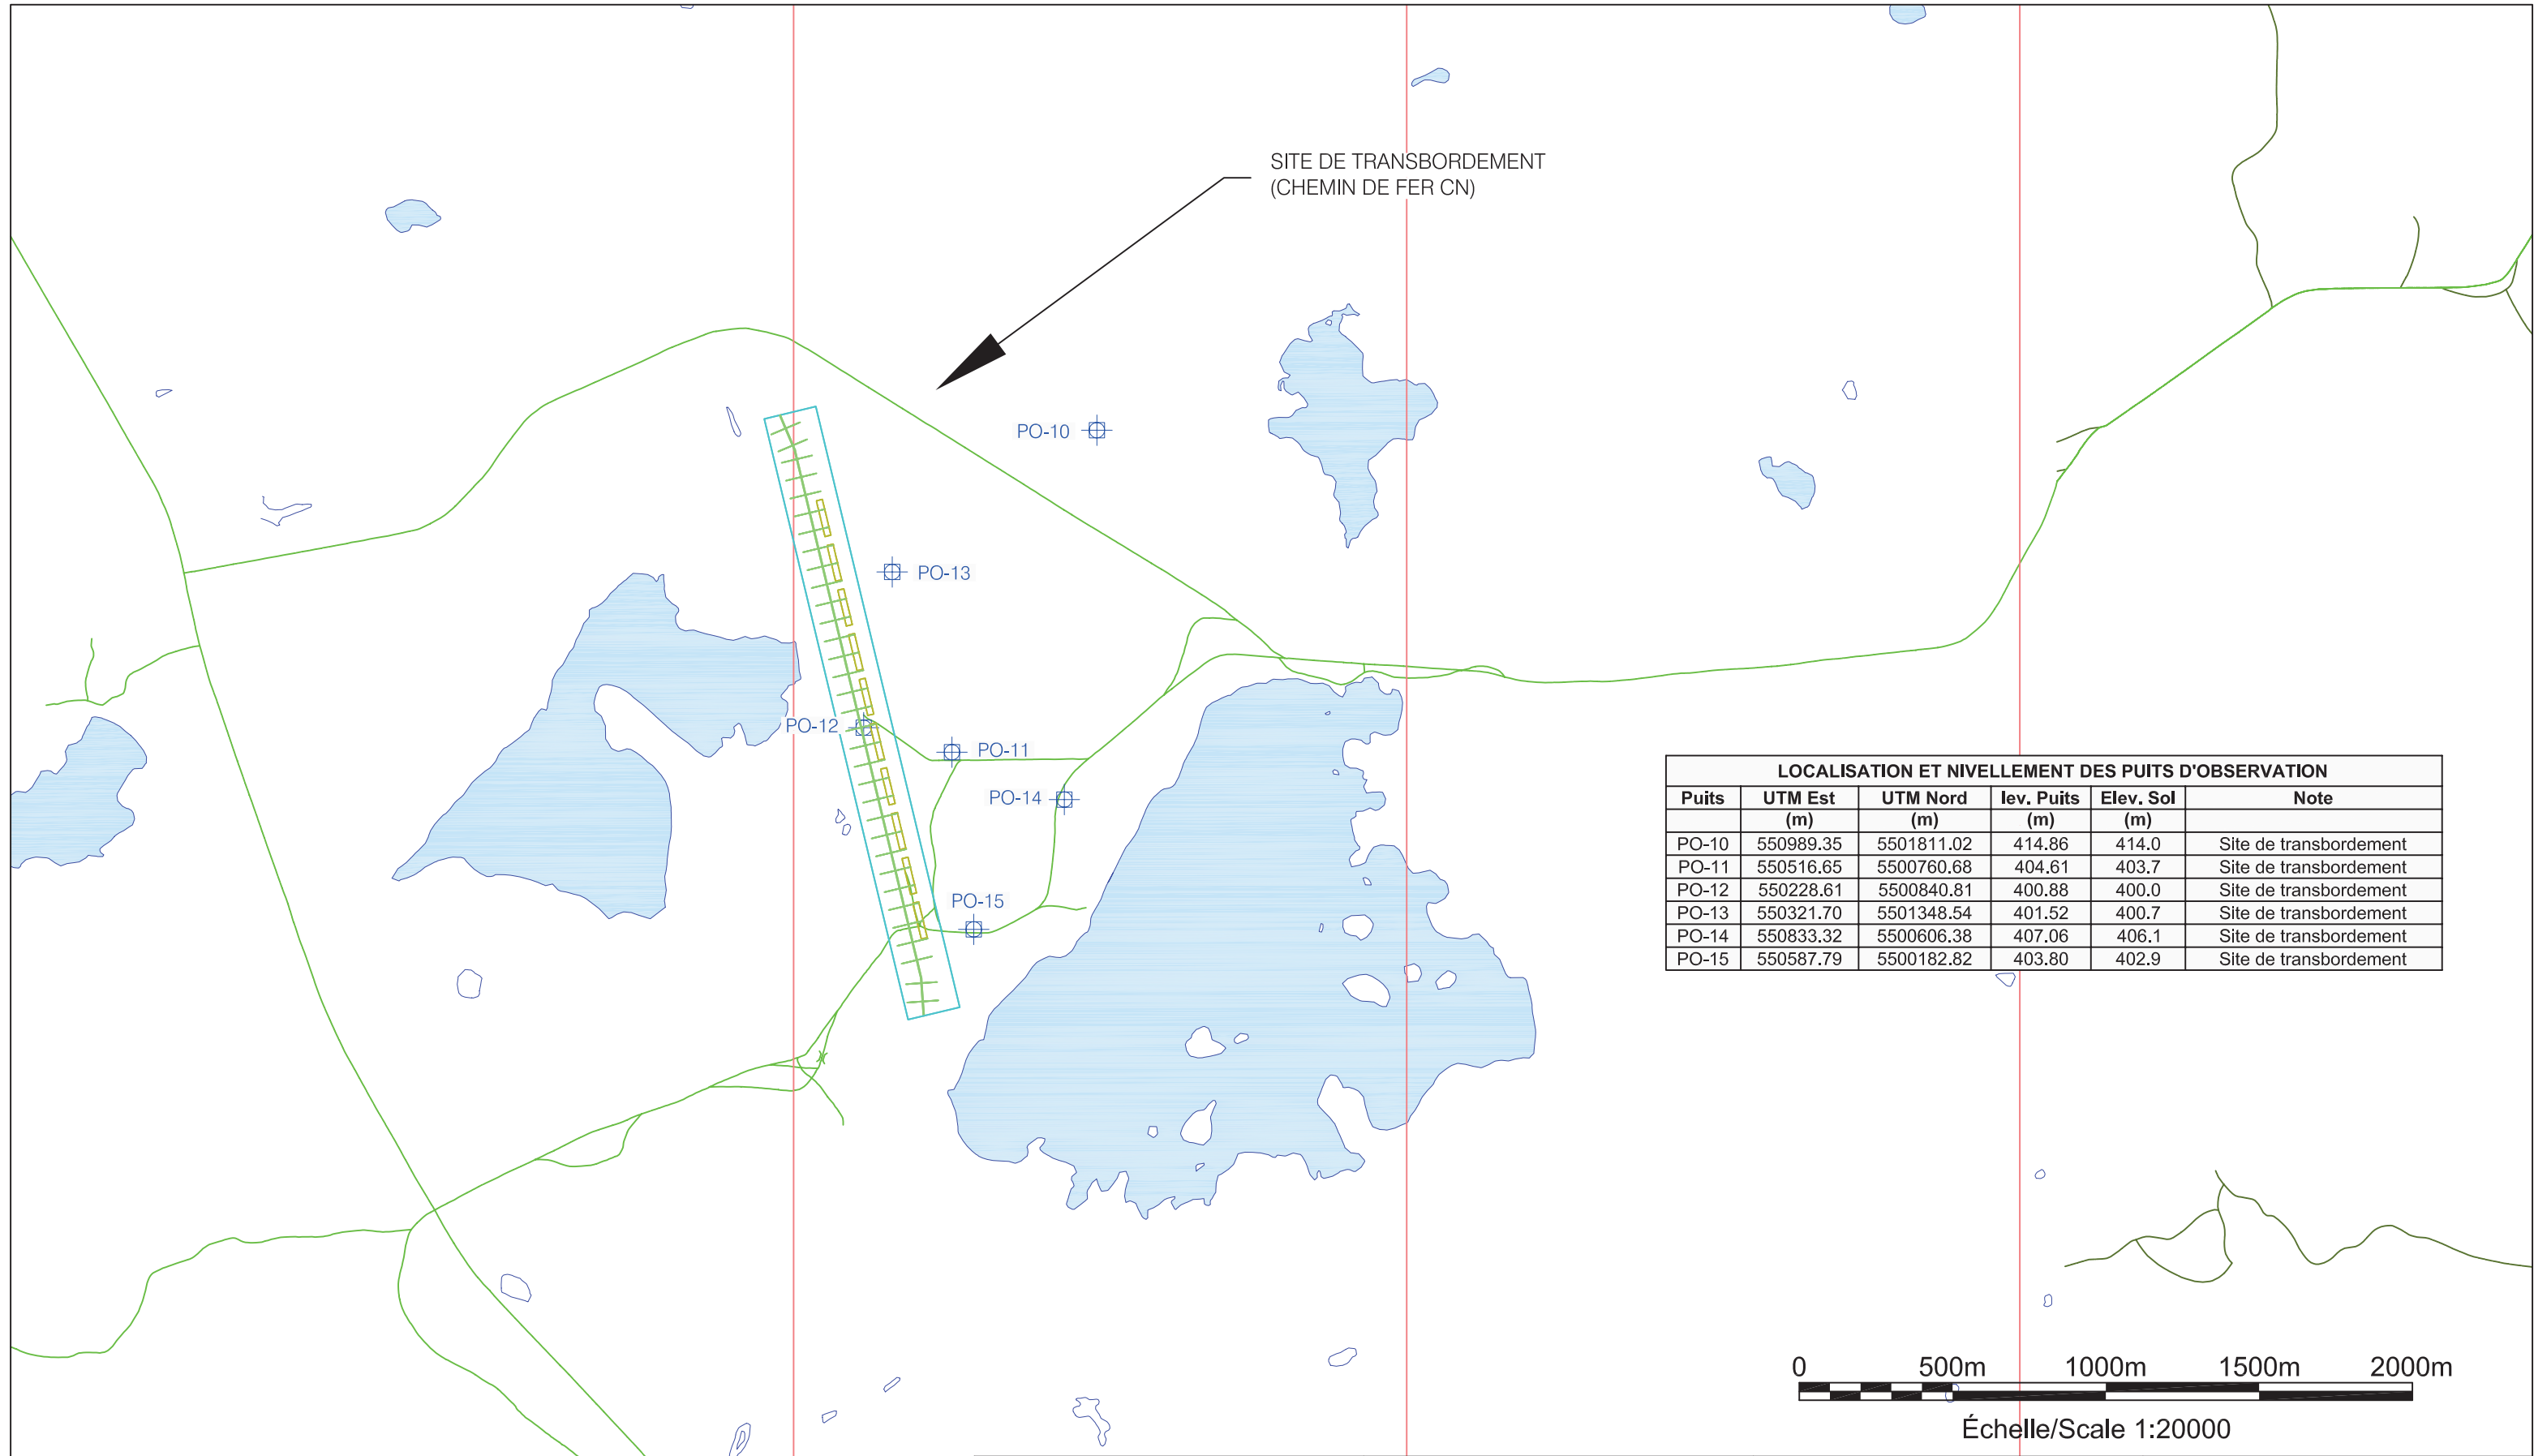 SITE DE TRANSBORDEMENT
(CHEMIN DE FER CN)
PO-10
PO-13
PO-12
PO-11
PO-14
PO-15
LOCALISATION ET NIVELLEMENT DES PUITS D'OBSERVATION
Puits UTM Est UTM Nord lev. Puits Elev. Sol Note
(m) (m) (m) (m)
PO-10 550989.35 5501811.02 414.86 414.0 Site de transbordement
PO-11 550516.65 5500760.68 404.61 403.7 Site de transbordement
PO-12 550228.61 5500840.81 400.88 400.0 Site de transbordement
PO-13 550321.70 5501348.54 401.52 400.7 Site de transbordement
PO-14 550833.32 5500606.38 407.06 406.1 Site de transbordement
PO-15 550587.79 5500182.82 403.80 402.9 Site de transbordement
0 500m 1000m 1500m 2000m
Échelle/Scale 1:20000